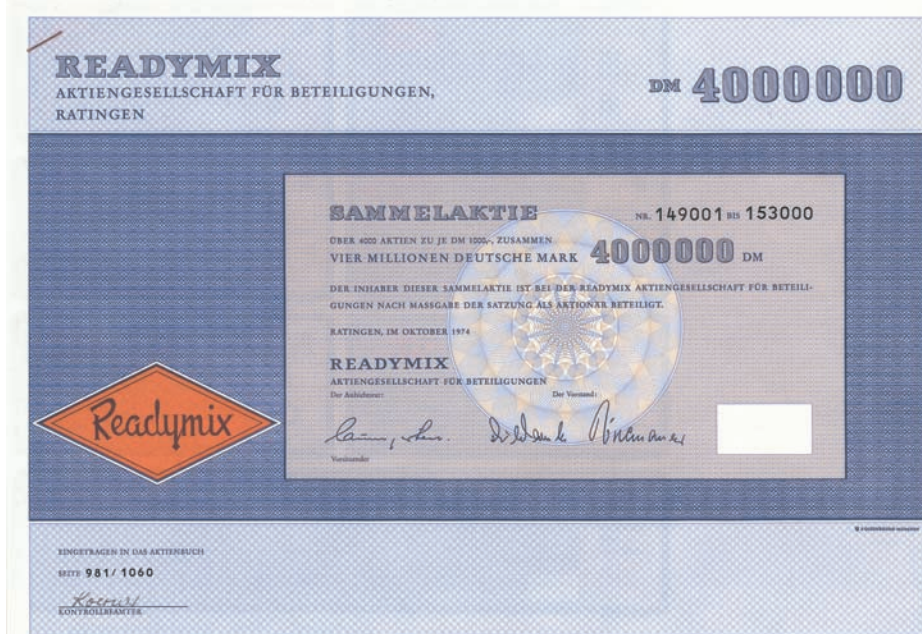 READYMIX
AKTIENGESELLSCHAFT FÜR BETEILIGUNGEN,
RATINGEN
DM 4000000
SAMMELAKTIE
NR. 149001 BIS 153000
ÜBER 4000 AKTIEN ZU JE DM 1000,-, ZUSAMMEN
VIER MILLIONEN DEUTSCHE MARK 4000000 DM
DER INHABER DIESER SAMMELAKTIE IST BEI DER READYMIX AKTIENGESELLSCHAFT FÜR BETEILI-
GUNGEN NACH MASSGABE DER SATZUNG ALS AKTIONÄR BETEILIGT.
RATINGEN, IM OKTOBER 1974
READYMIX
AKTIENGESELLSCHAFT FÜR BETEILIGUNGEN
Der Aufsichtsrat:
Der Vorstand:
Vorsitzender
Readymix
EINGETRAGEN IN DAS AKTIENBUCH
SEITE 981/1060
KONTROLLBEAMTER